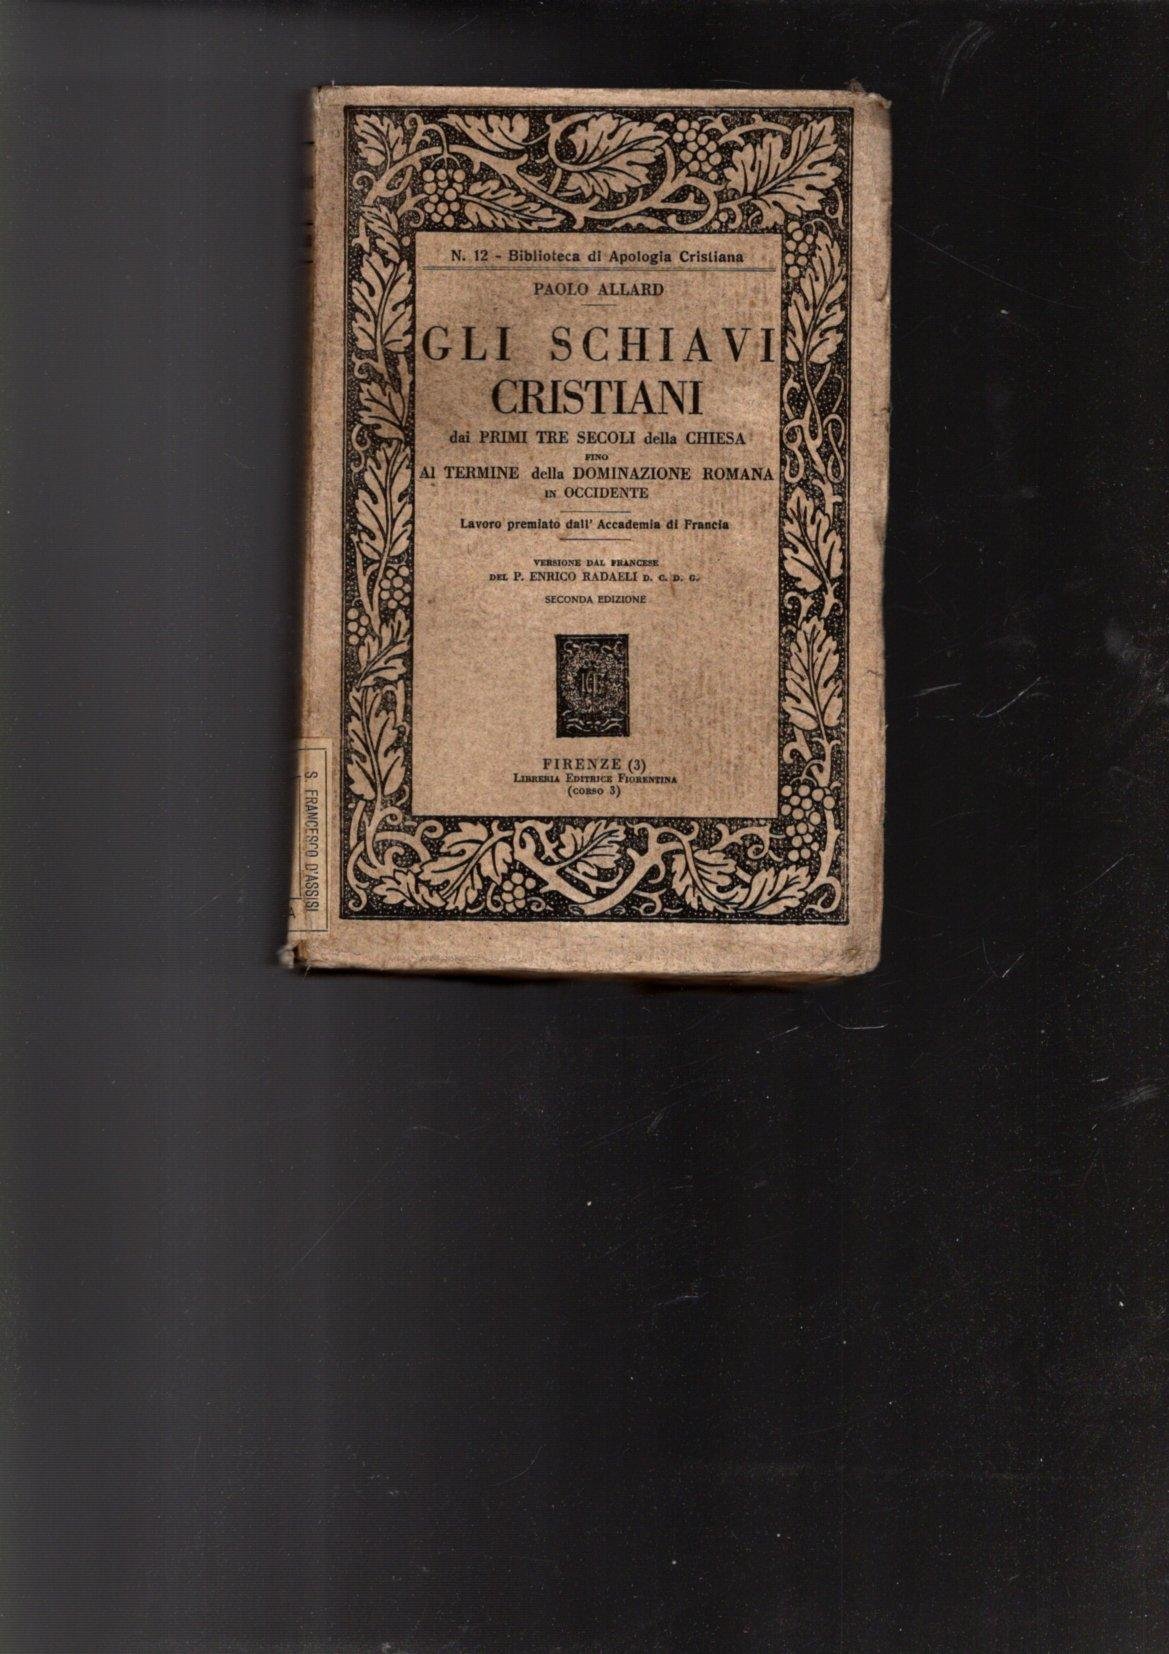 N. 12 - Biblioteca di Apologia Cristiana
PAOLO ALLARD
GLI SCHIAVI
CRISTIANI
dai PRIMI TRE SECOLI della CHIESA
FINO
Al TERMINE della DOMINAZIONE ROMANA
IN OCCIDENTE
Lavoro premiato dall' Accademia di Francia
VERSIONE DAL FRANCESE
DEL P. ENRICO RADAELI D. C. D. G.
SECONDA EDIZIONE
FIRENZE (3)
LIBRERIA EDITRICE FIORENTINA
(CORSO 3)
S. FRANCESCO D'ASSISI
A